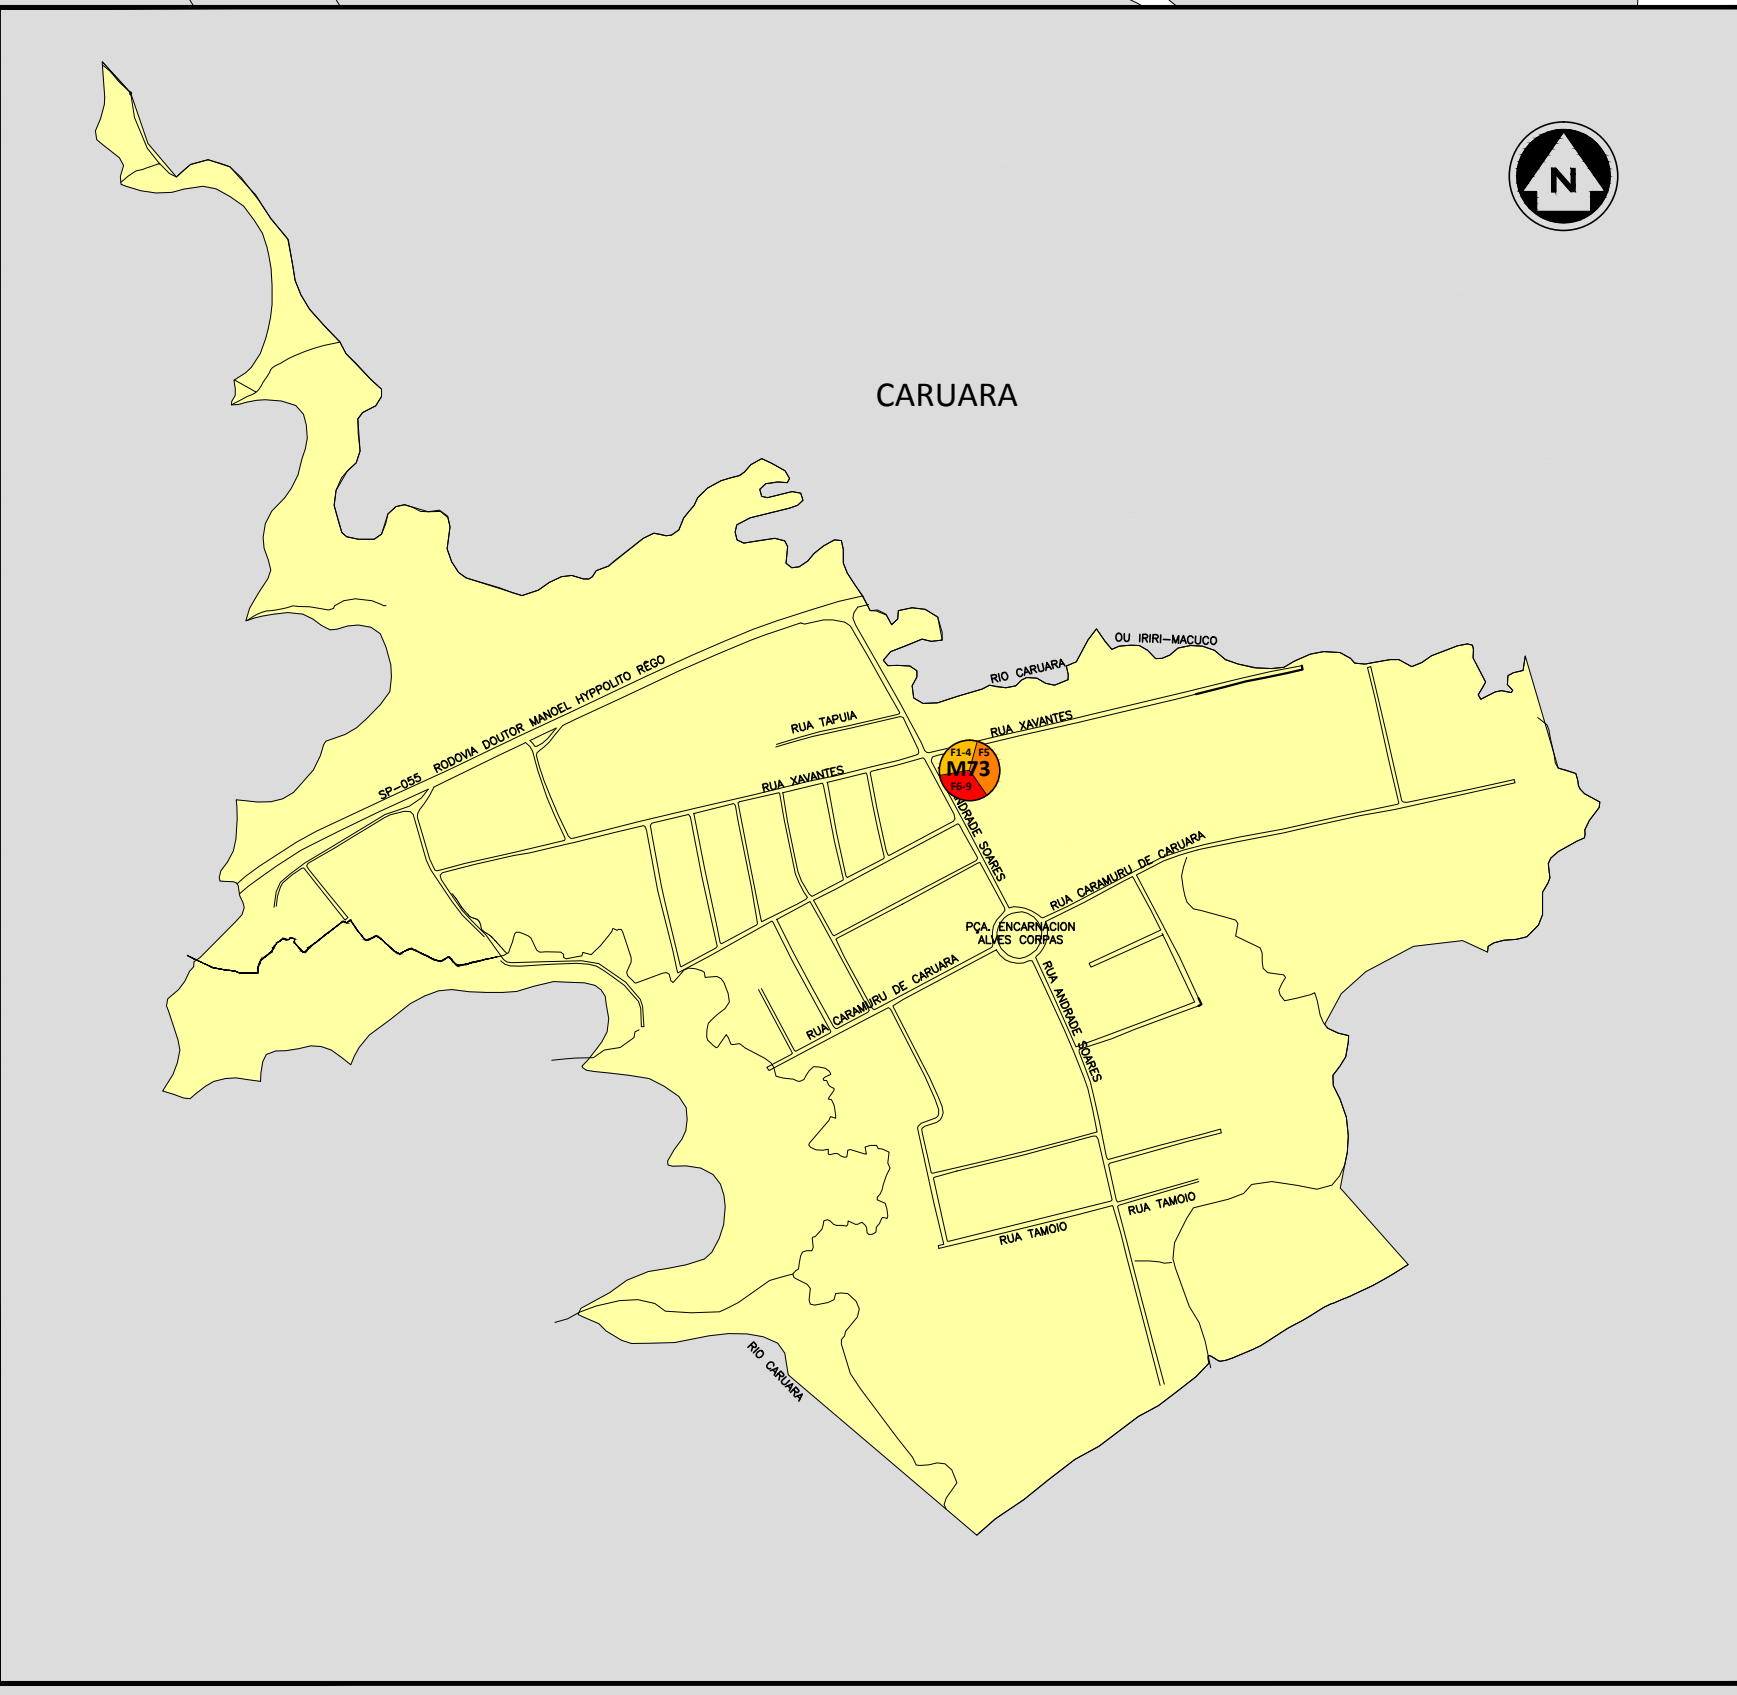 N
CARUARA
OU IRIRI-MACUCO
RIO CARUARA
SP-055 RODOVIA DOUTOR MANOEL HYPPOLITO RÊGO
RUA TAPUIA
RUA XAVANTES
F1-4 F5
M73
F6-9
RUA XAVANTES
ANDRADE SOARES
RUA CARAMURU DE CARUARA
PÇA. ENCARNACION
ALVES CORPAS
RUA CARAMURU DE CARUARA
RUA ANDRADE SOARES
RUA TAMOIO
RUA TAMOIO
RIO CARUARA